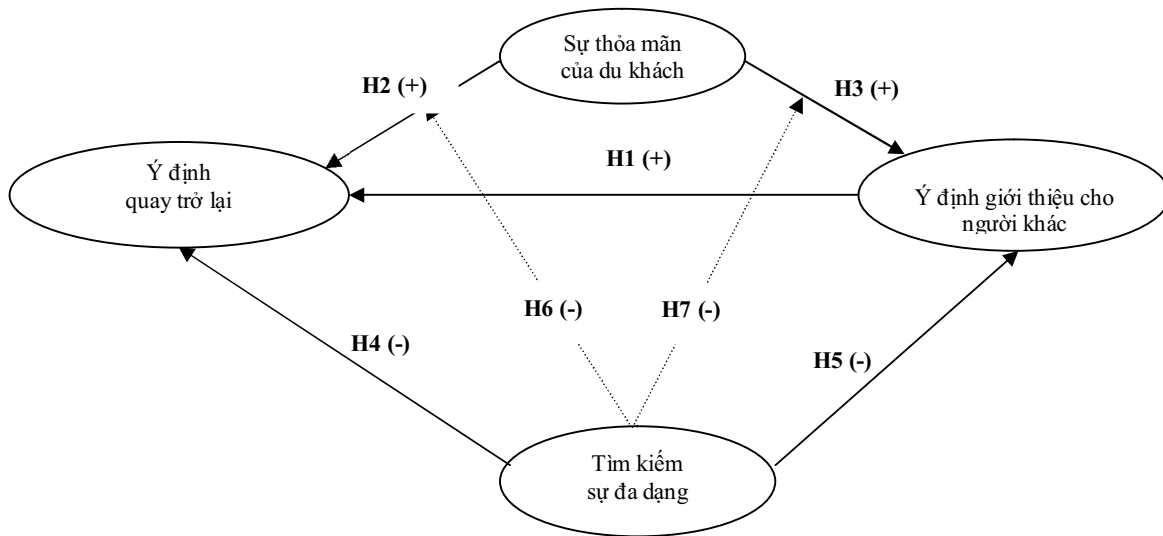 Sự thỏa mãn
của du khách
H2 (+)
H3 (+)
H1 (+)
Ý định
quay trở lại
Ý định giới thiệu cho
người khác
H6 (-)
H7 (-)
H4 (-)
H5 (-)
Tìm kiếm
sự đa dạng